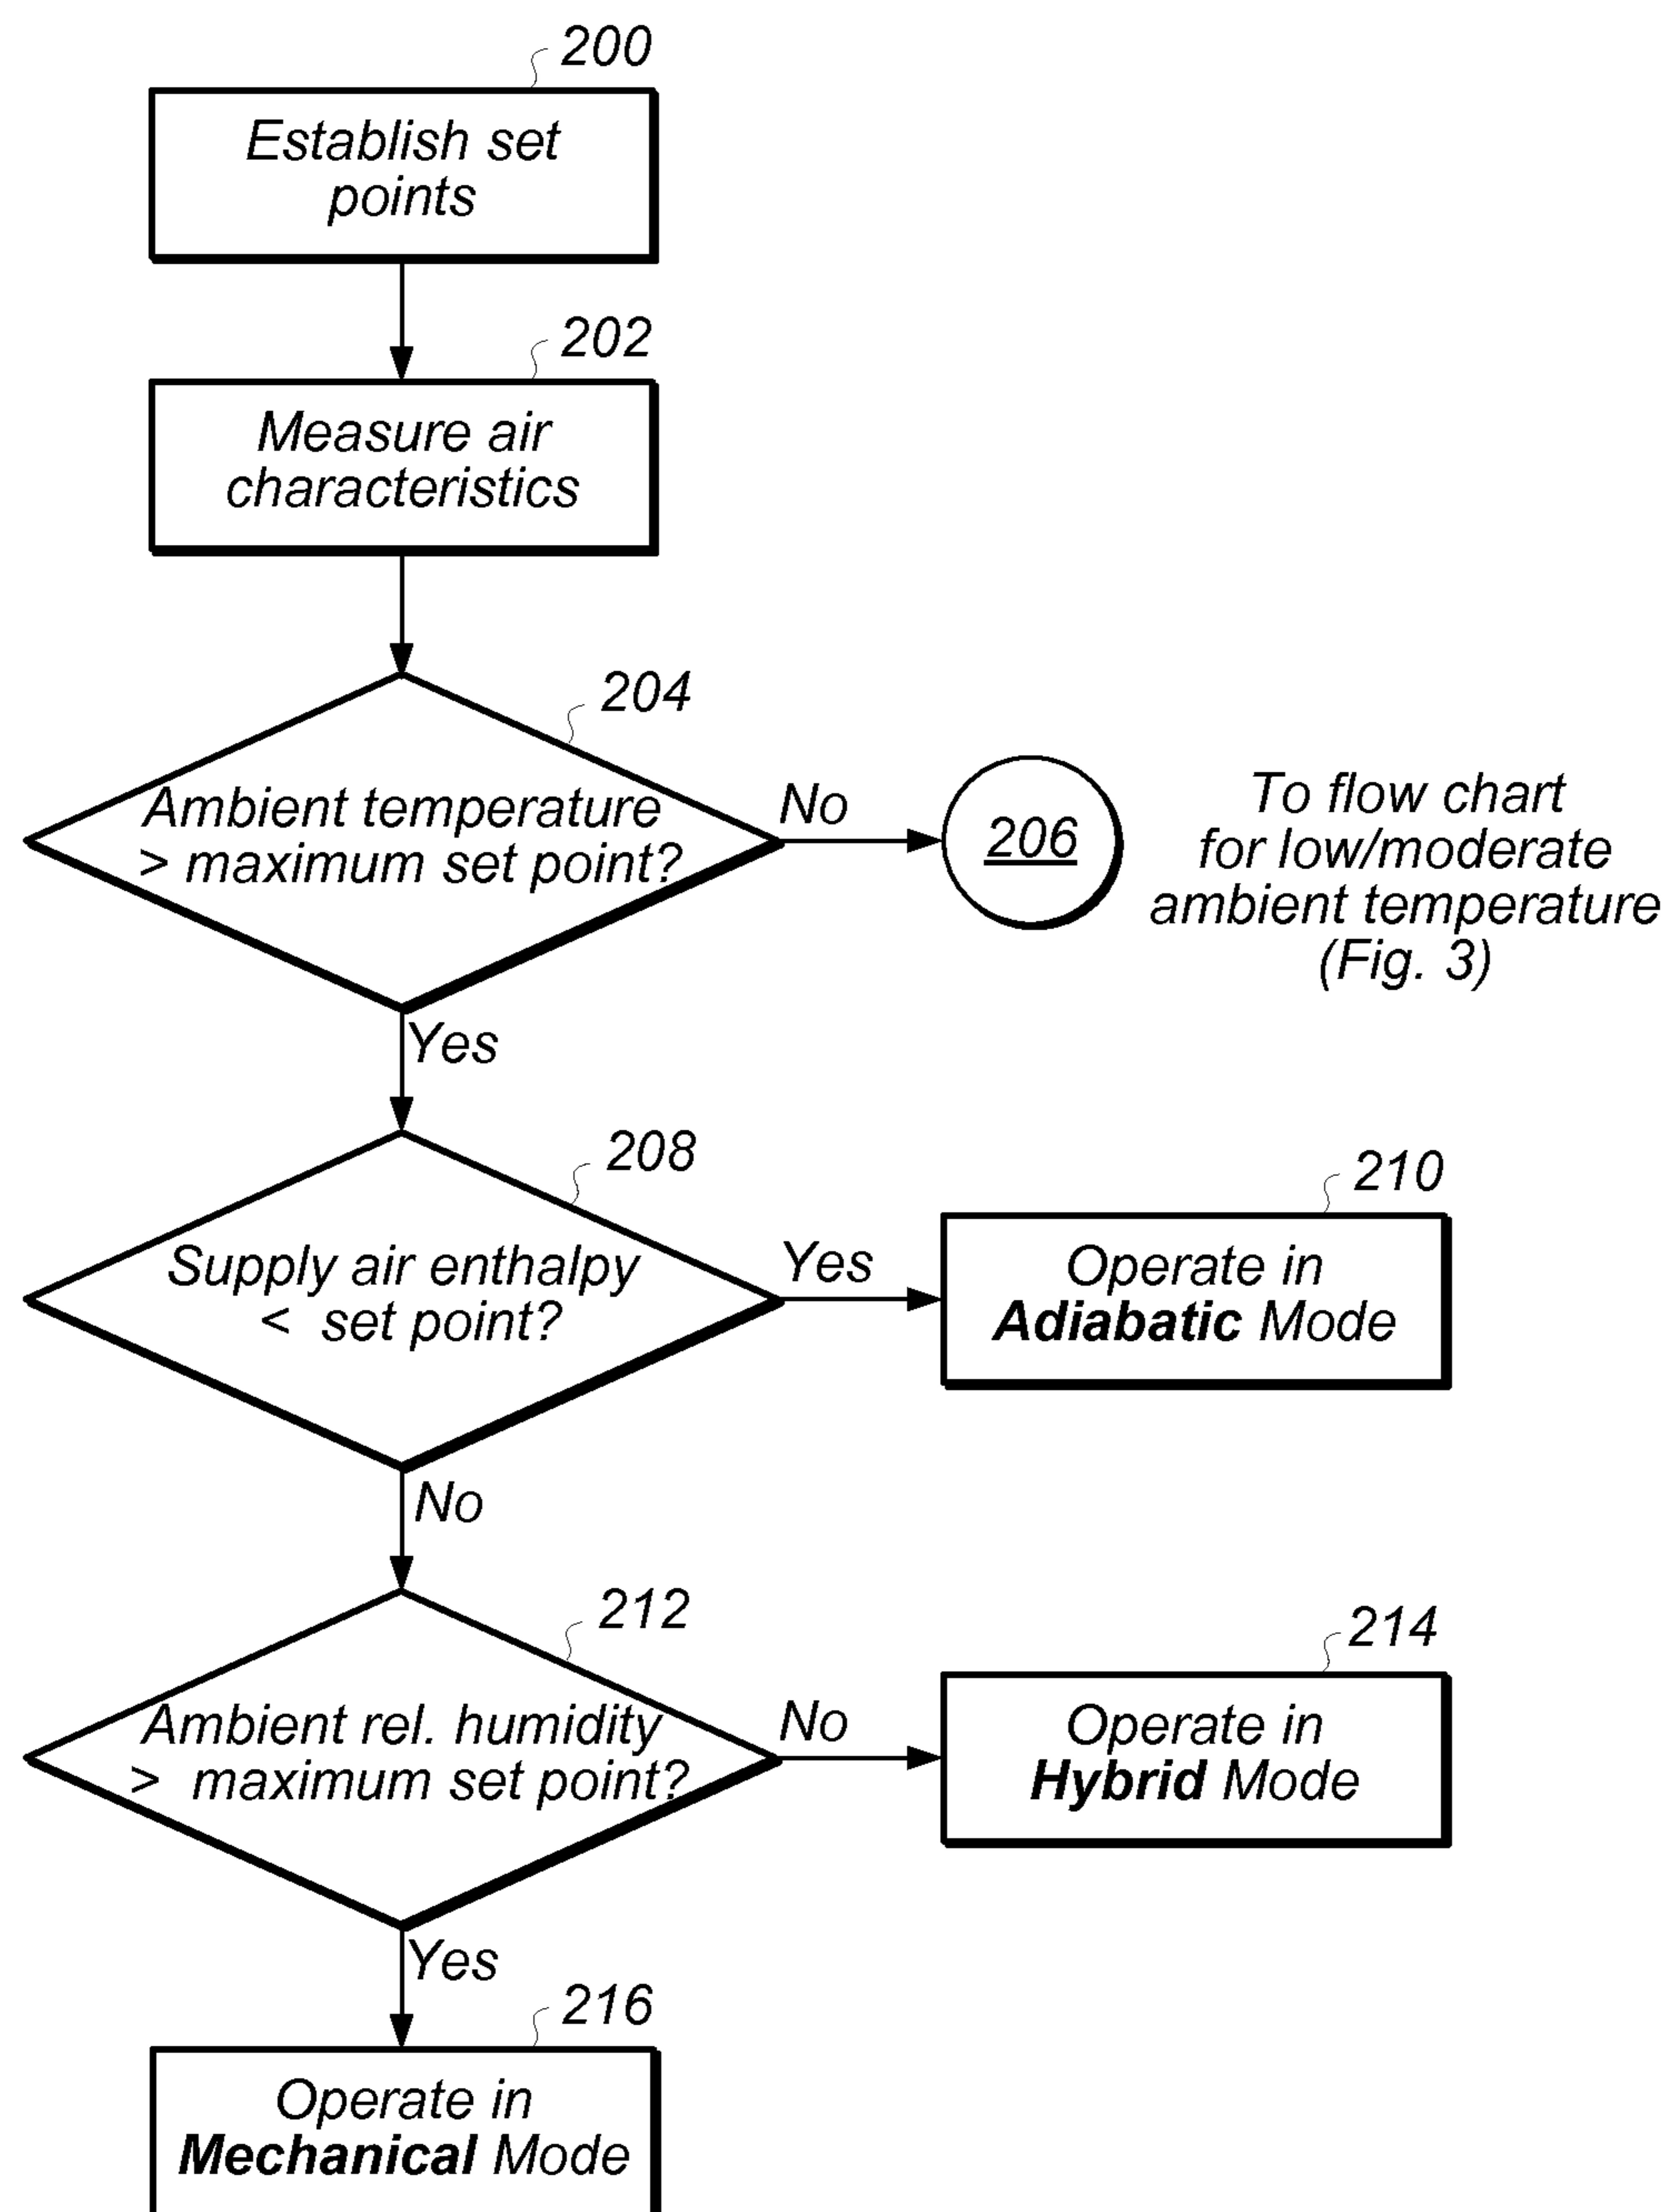 200
Establish set
points
202
Measure air
characteristics
204
Ambient temperature
> maximum set point?
No
206
To flow chart
for low/moderate
ambient temperature
(Fig. 3)
Yes
208
Supply air enthalpy
< set point?
Yes
210
Operate in
Adiabatic Mode
No
212
Ambient rel. humidity
> maximum set point?
No
214
Operate in
Hybrid Mode
Yes
216
Operate in
Mechanical Mode